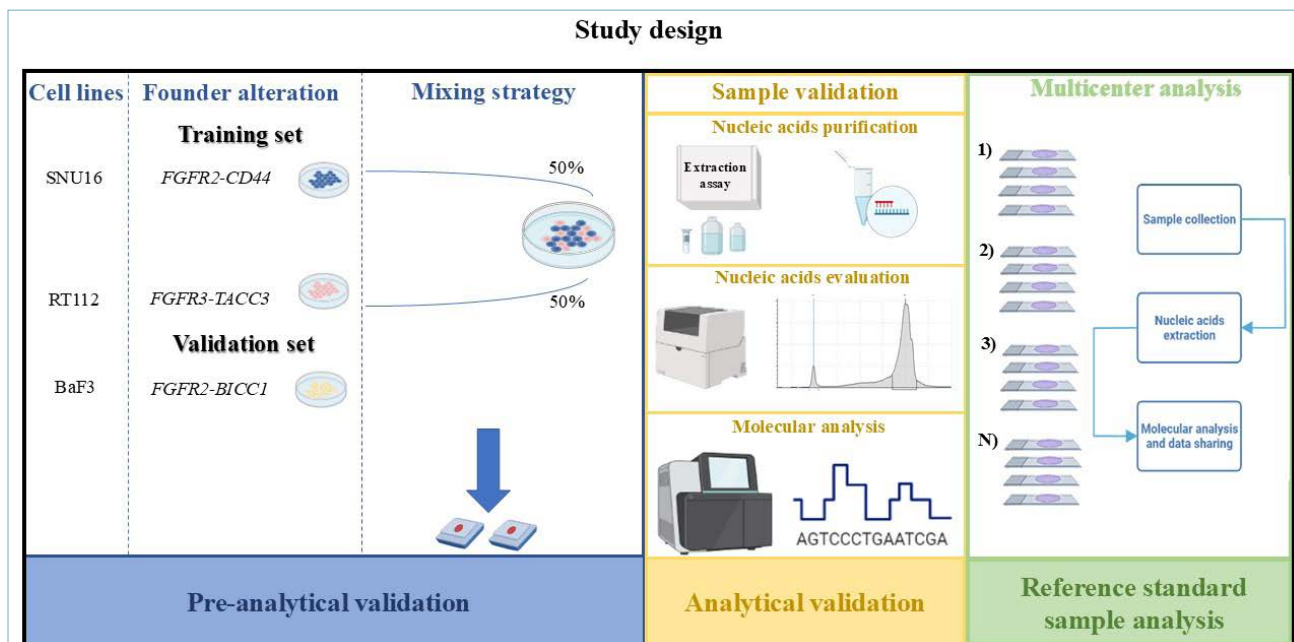 Study design
Cell lines
Founder alteration
Mixing strategy
Training set
SNU16
FGFR2-CD44
50%
RT112
FGFR3-TACC3
50%
Validation set
BaF3
FGFR2-BICC1
Pre-analytical validation
Sample validation
Nucleic acids purification
Extraction
assay
Nucleic acids evaluation
Molecular analysis
AGTCCCTGAATCGA
Analytical validation
Multicenter analysis
1)
2)
3)
N)
Sample collection
Nucleic acids
extraction
Molecular analysis
and data sharing
Reference standard
sample analysis